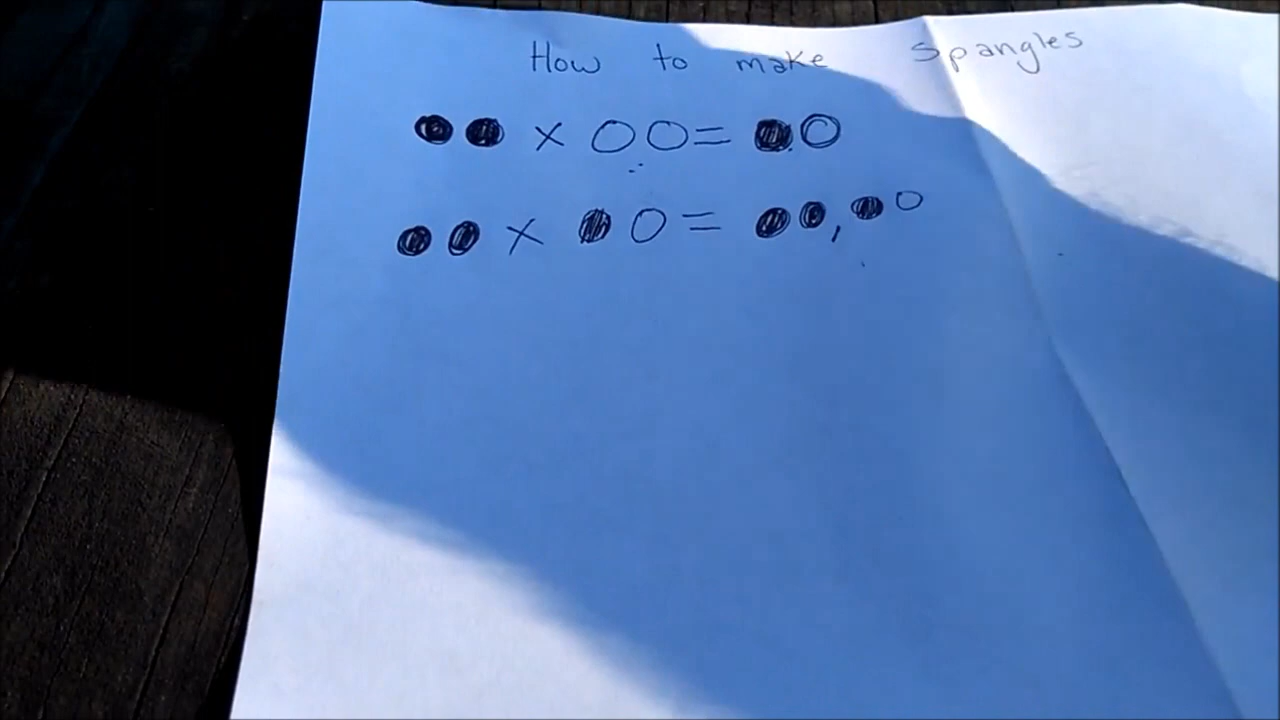 How to make Spangles
●● × ○○ = ●○
●● × ●○ = ●●, ●○